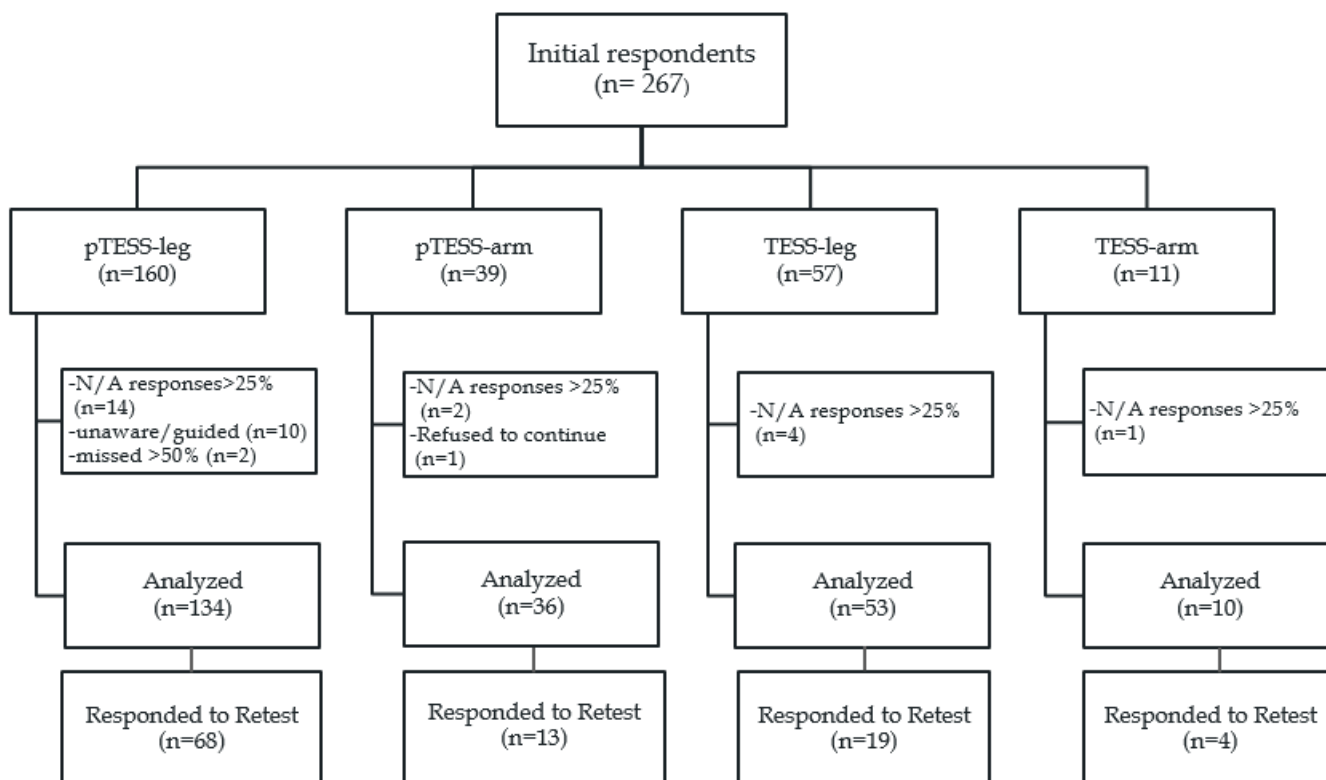 Initial respondents
(n= 267)
pTESS-leg
(n=160)
pTESS-arm
(n=39)
TESS-leg
(n=57)
TESS-arm
(n=11)
-N/A responses>25%
(n=14)
-unaware/guided (n=10)
-missed >50% (n=2)
-N/A responses >25%
(n=2)
-Refused to continue
(n=1)
-N/A responses >25%
(n=4)
-N/A responses >25%
(n=1)
Analyzed
(n=134)
Analyzed
(n=36)
Analyzed
(n=53)
Analyzed
(n=10)
Responded to Retest
(n=68)
Responded to Retest
(n=13)
Responded to Retest
(n=19)
Responded to Retest
(n=4)